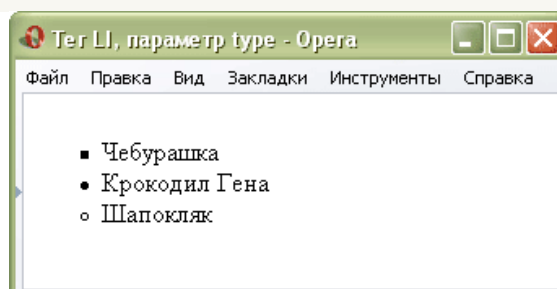 Тег LI, параметр type - Opera
Файл Правка Вид Закладки Инструменты Справка
Чебурашка
Крокодил Гена
Шапокляк